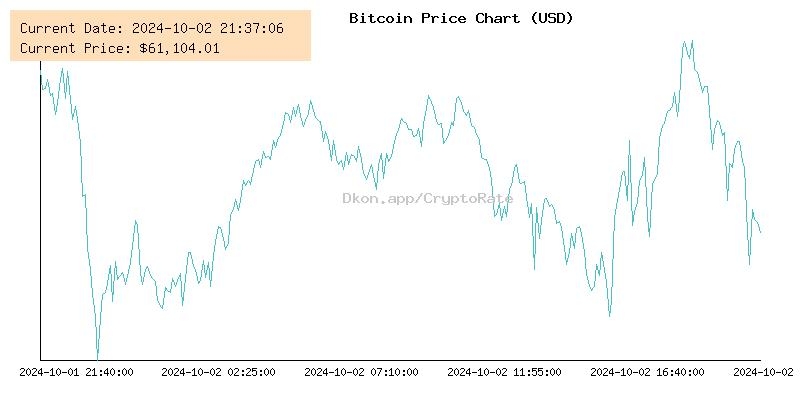 Bitcoin Price Chart (USD)
Current Date: 2024-10-02 21:37:06
Current Price: $61,104.01
Dkon.app/CryptoRate
2024-10-01 21:40:00
2024-10-02 02:25:00
2024-10-02 07:10:00
2024-10-02 11:55:00
2024-10-02 16:40:00
2024-10-02